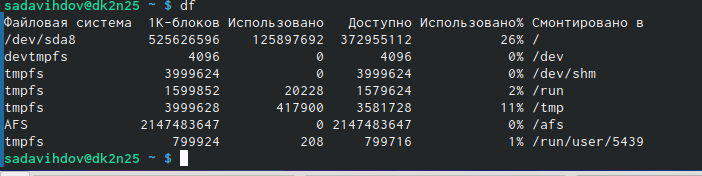 sadavihdov@dk2n25 ~ $ df
Файловая система 1K-блоков Использовано Доступно Использовано% Смонтировано в
/dev/sda8 525626596 125897692 372955112 26% /
devtmpfs 4096 0 4096 0% /dev
tmpfs 3999624 0 3999624 0% /dev/shm
tmpfs 1599852 20228 1579624 2% /run
tmpfs 3999628 417900 3581728 11% /tmp
AFS 2147483647 0 2147483647 0% /afs
tmpfs 799924 208 799716 1% /run/user/5439
sadavihdov@dk2n25 ~ $